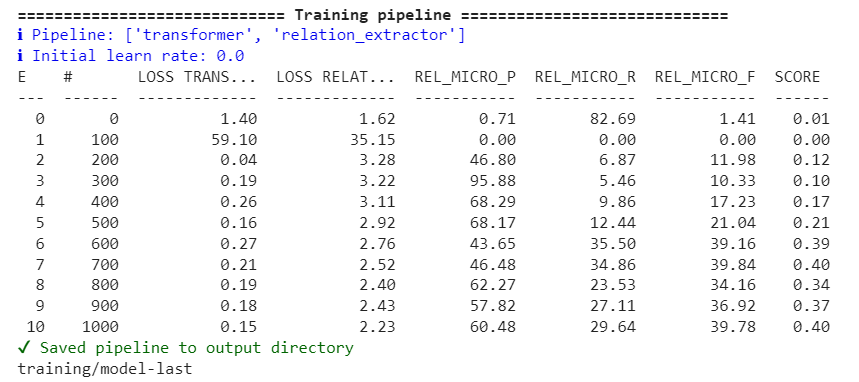 ============================= Training pipeline =============================
ℹ Pipeline: ['transformer', 'relation_extractor']
ℹ Initial learn rate: 0.0
E    #       LOSS TRANS...  LOSS RELAT...  REL_MICRO_P  REL_MICRO_R  REL_MICRO_F  SCORE
---  ------  -------------  -------------  -----------  -----------  -----------  ------
  0       0           1.40           1.62         0.71        82.69         1.41    0.01
  1     100          59.10          35.15         0.00         0.00         0.00    0.00
  2     200           0.04           3.28        46.80         6.87        11.98    0.12
  3     300           0.19           3.22        95.88         5.46        10.33    0.10
  4     400           0.26           3.11        68.29         9.86        17.23    0.17
  5     500           0.16           2.92        68.17        12.44        21.04    0.21
  6     600           0.27           2.76        43.65        35.50        39.16    0.39
  7     700           0.21           2.52        46.48        34.86        39.84    0.40
  8     800           0.19           2.40        62.27        23.53        34.16    0.34
  9     900           0.18           2.43        57.82        27.11        36.92    0.37
 10    1000           0.15           2.23        60.48        29.64        39.78    0.40
✔ Saved pipeline to output directory
training/model-last